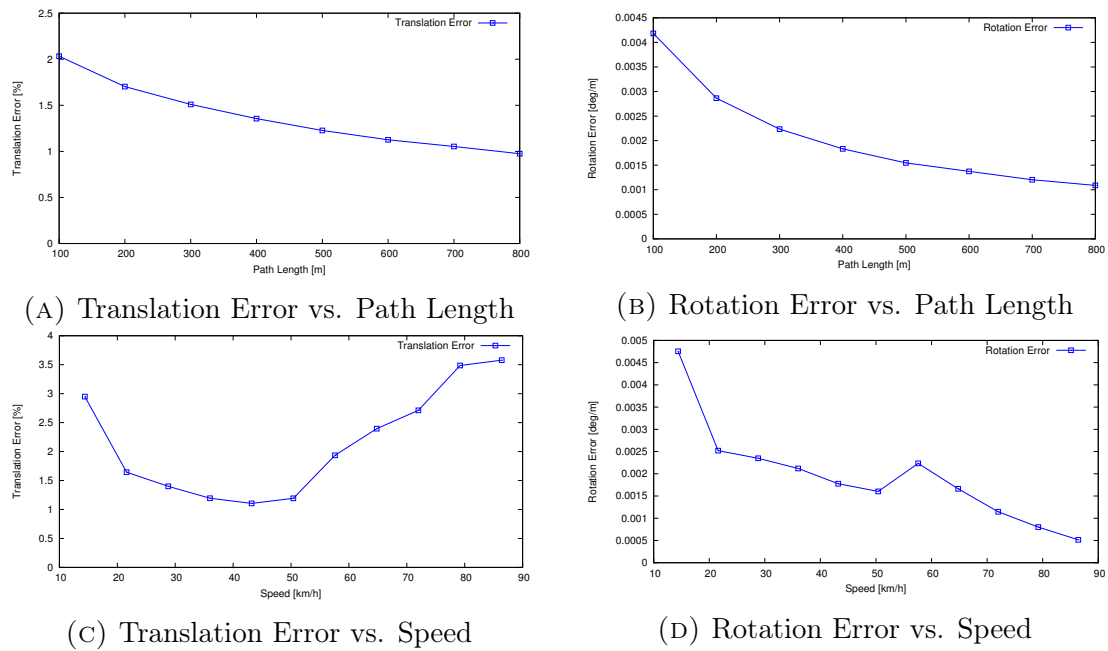 2.5
2
1.5
1
0.5
0
Translation Error [%]
Translation Error
100 200 300 400 500 600 700 800
Path Length [m]
(A) Translation Error vs. Path Length
0.0045
0.004
0.0035
0.003
0.0025
0.002
0.0015
0.001
0.0005
0
Rotation Error [deg/m]
Rotation Error
100 200 300 400 500 600 700 800
Path Length [m]
(B) Rotation Error vs. Path Length
4
3.5
3
2.5
2
1.5
1
0.5
0
Translation Error [%]
Translation Error
10 20 30 40 50 60 70 80 90
Speed [km/h]
(C) Translation Error vs. Speed
0.005
0.0045
0.004
0.0035
0.003
0.0025
0.002
0.0015
0.001
0.0005
0
Rotation Error [deg/m]
Rotation Error
10 20 30 40 50 60 70 80 90
Speed [km/h]
(D) Rotation Error vs. Speed